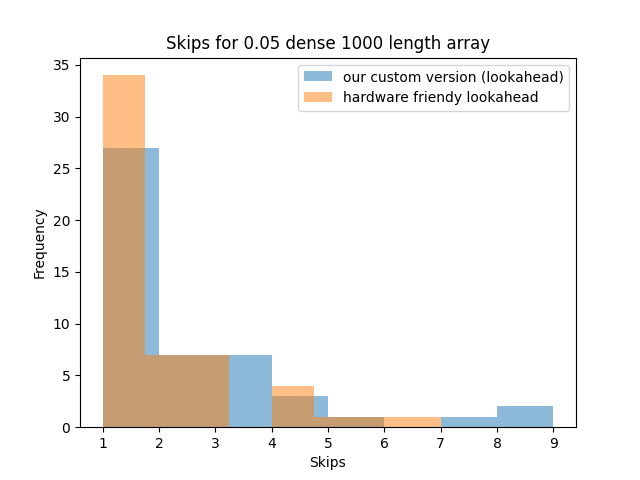 Skips for 0.05 dense 1000 length array
our custom version (lookahead)
hardware friendy lookahead
Frequency
35
30
25
20
15
10
5
0
1 2 3 4 5 6 7 8 9
Skips